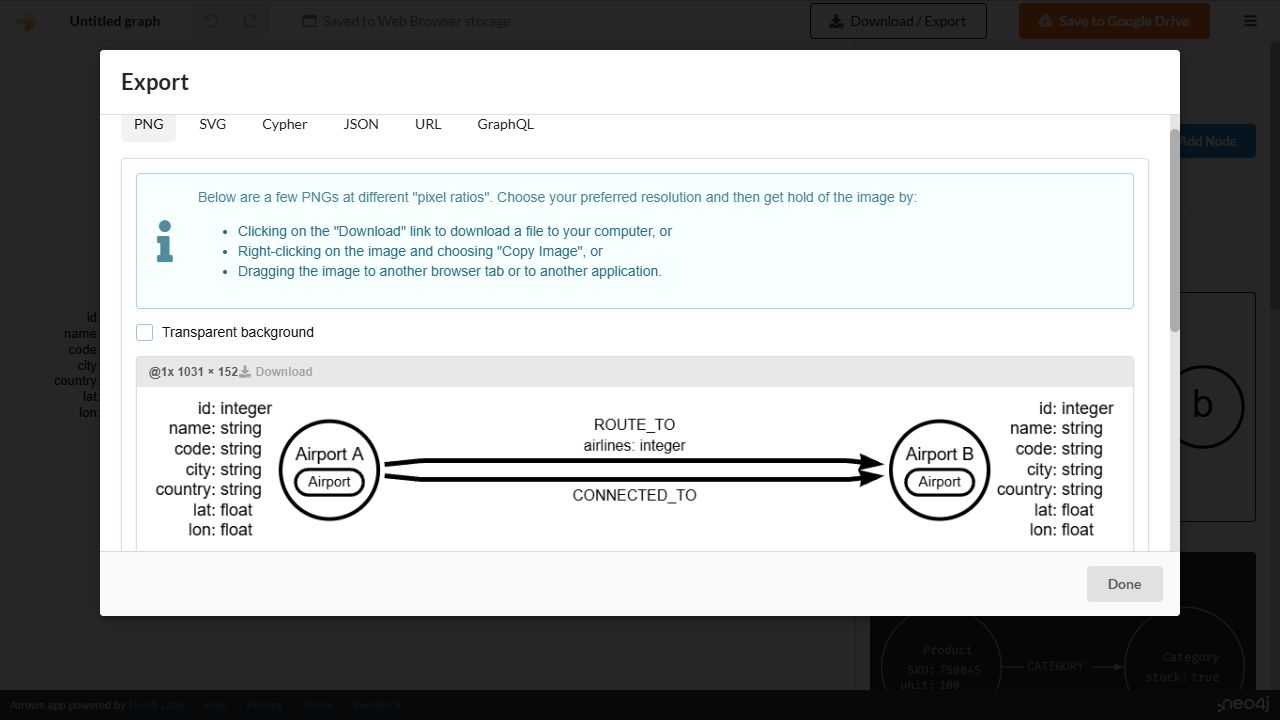 Untitled graph
Saved to Web Browser storage
Download / Export
Save to Google Drive
Export
PNG
SVG
Cypher
JSON
URL
GraphQL
Add Node
Below are a few PNGs at different "pixel ratios". Choose your preferred resolution and then get hold of the image by:
Clicking on the "Download" link to download a file to your computer, or
Right-clicking on the image and choosing "Copy Image", or
Dragging the image to another browser tab or to another application.
Transparent background
@1x 1031 × 152 Download
id: integer
name: string
code: string
city: string
country: string
lat: float
lon: float
Airport A
Airport
ROUTE_TO
airlines: integer
CONNECTED_TO
Airport B
Airport
id: integer
name: string
code: string
city: string
country: string
lat: float
lon: float
id:
name:
code:
city:
country:
lat:
lon:
b
Done
Product
SKU: 750045
unit: 100
CATEGORY
Category
stock: true
Arrows.app powered by Neo4j Labs
Help
Privacy
Terms
Feedback
neo4j